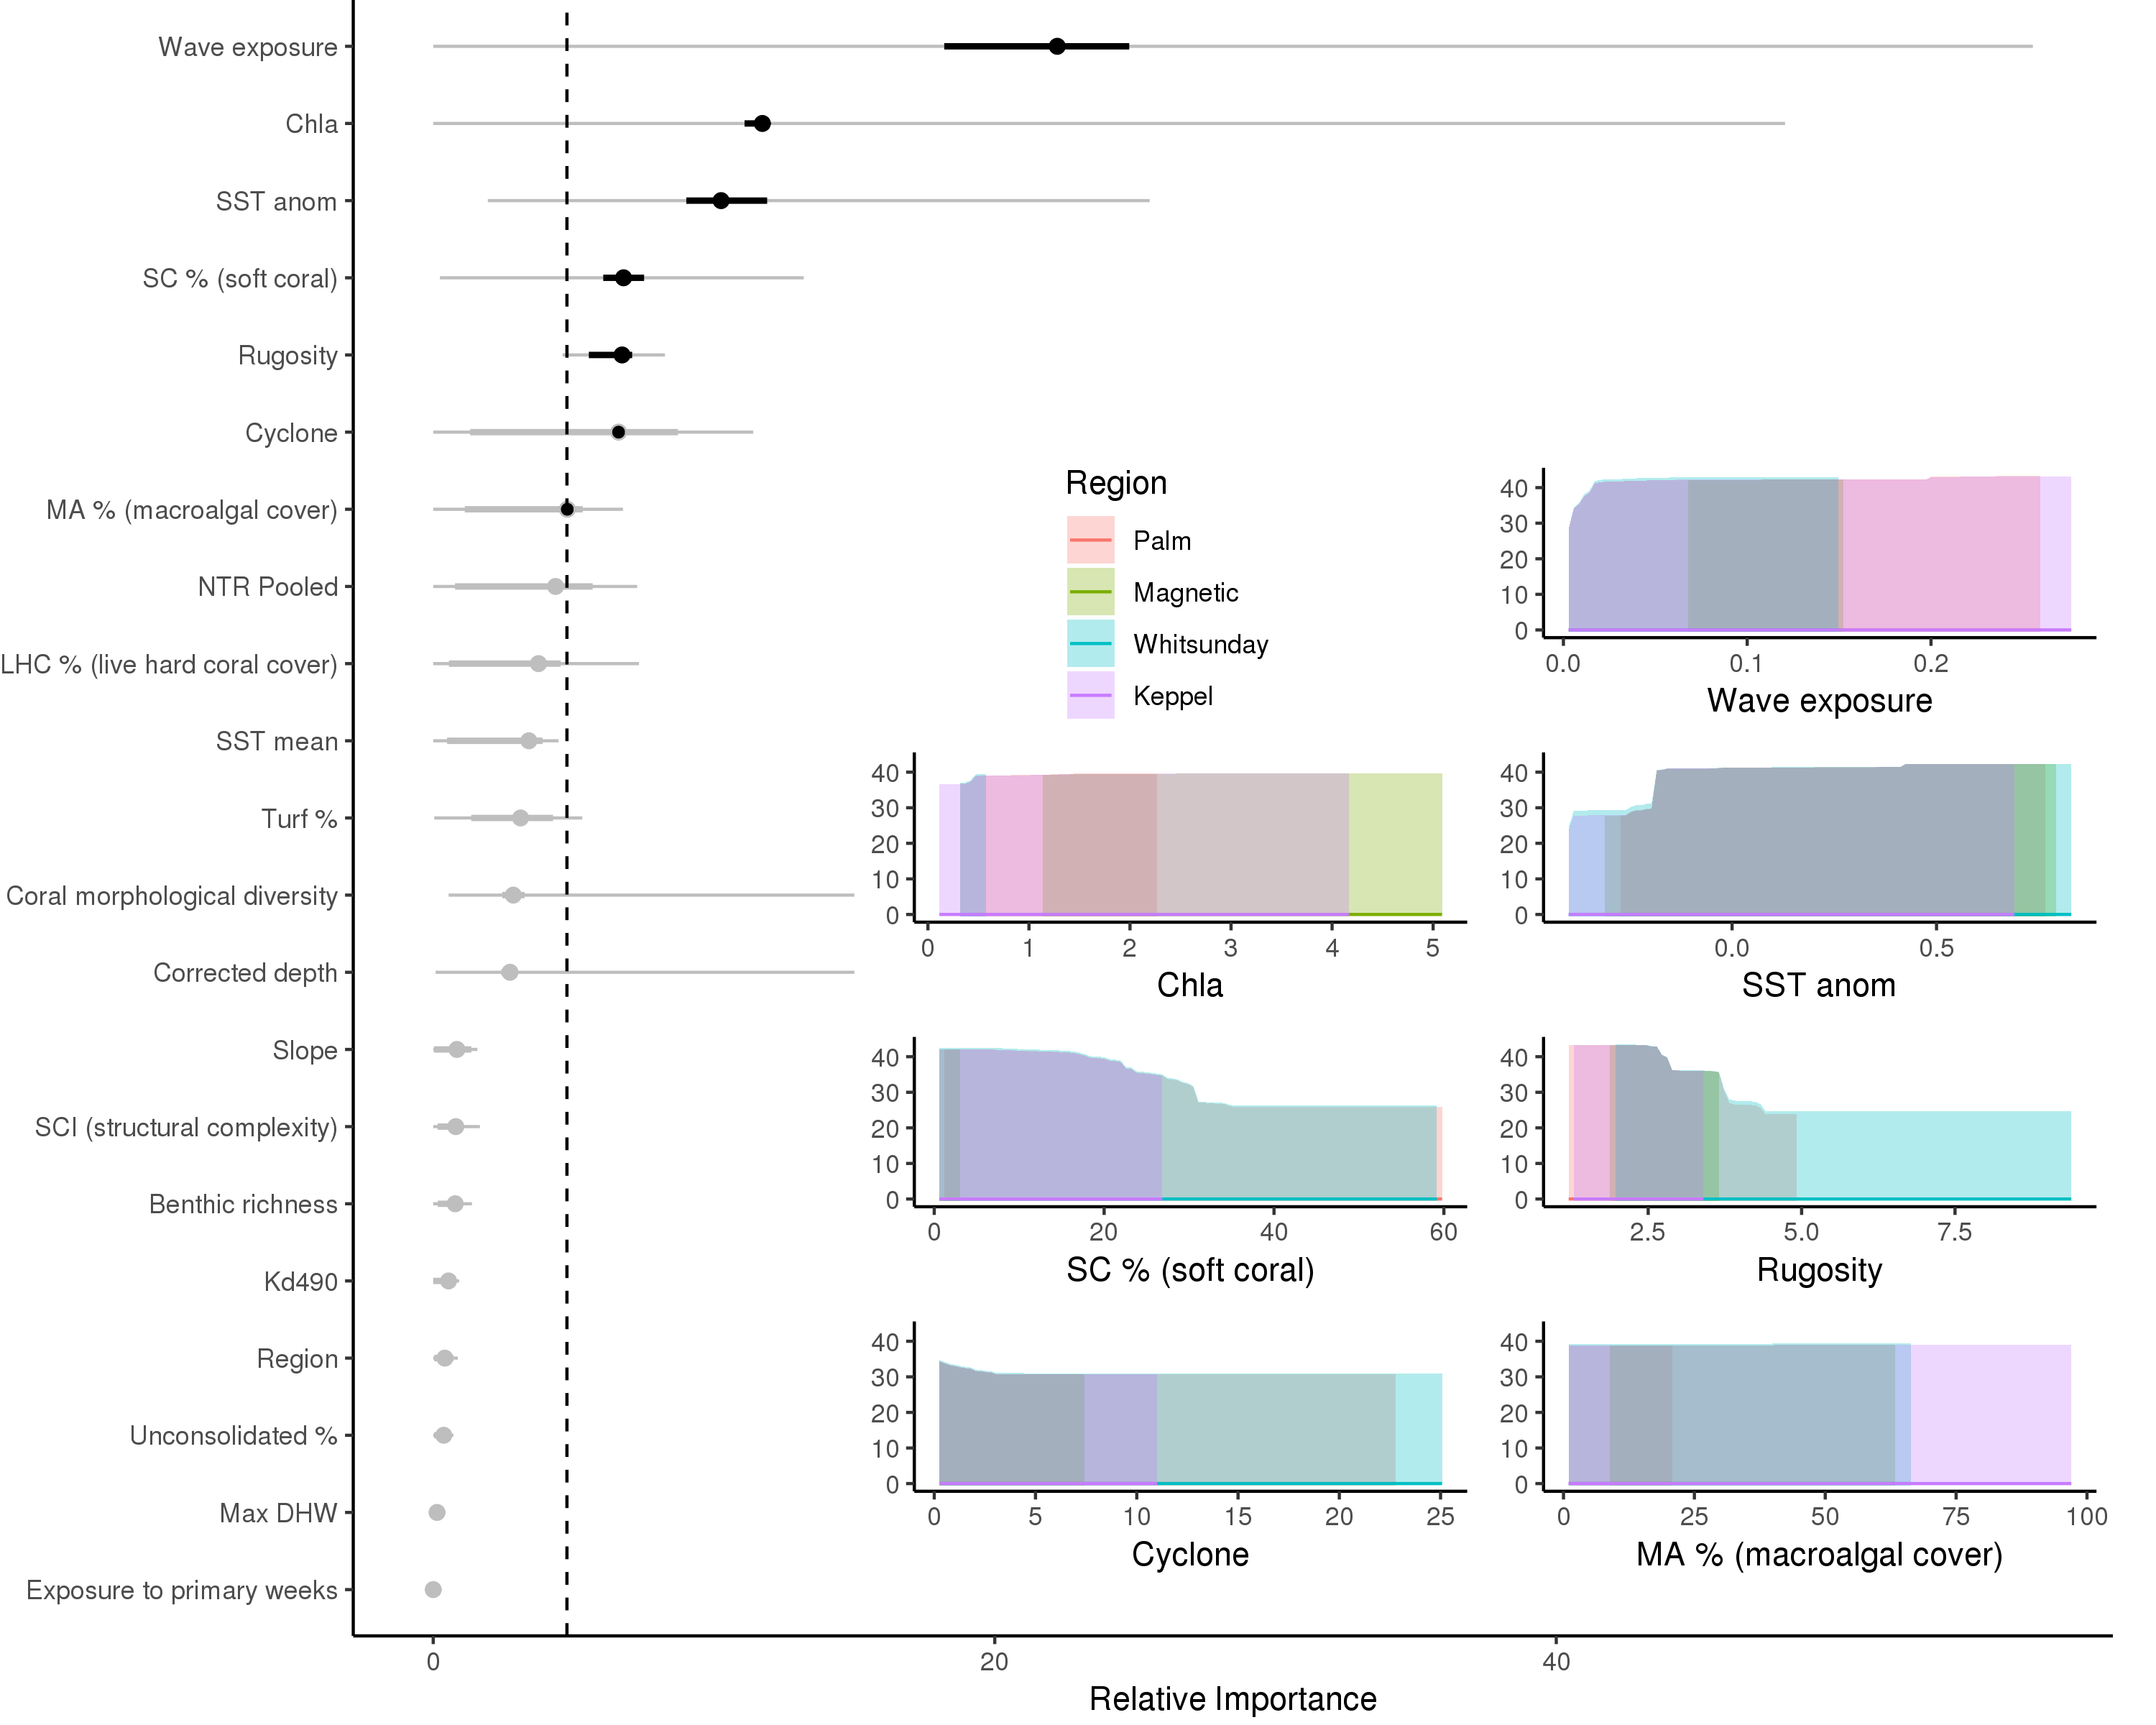 Wave exposure
Chla
SST anom
SC % (soft coral)
Rugosity
Cyclone
MA % (macroalgal cover)
NTR Pooled
LHC % (live hard coral cover)
SST mean
Turf %
Coral morphological diversity
Corrected depth
Slope
SCI (structural complexity)
Benthic richness
Kd490
Region
Unconsolidated %
Max DHW
Exposure to primary weeks
0 20 40
Relative Importance
Region
Palm
Magnetic
Whitsunday
Keppel
40
30
20
10
0
0.0 0.1 0.2
Wave exposure
40
30
20
10
0
0 1 2 3 4 5
Chla
40
30
20
10
0
0.0 0.5
SST anom
40
30
20
10
0
0 20 40 60
SC % (soft coral)
40
30
20
10
0
2.5 5.0 7.5
Rugosity
40
30
20
10
0
0 5 10 15 20 25
Cyclone
40
30
20
10
0
0 25 50 75 100
MA % (macroalgal cover)